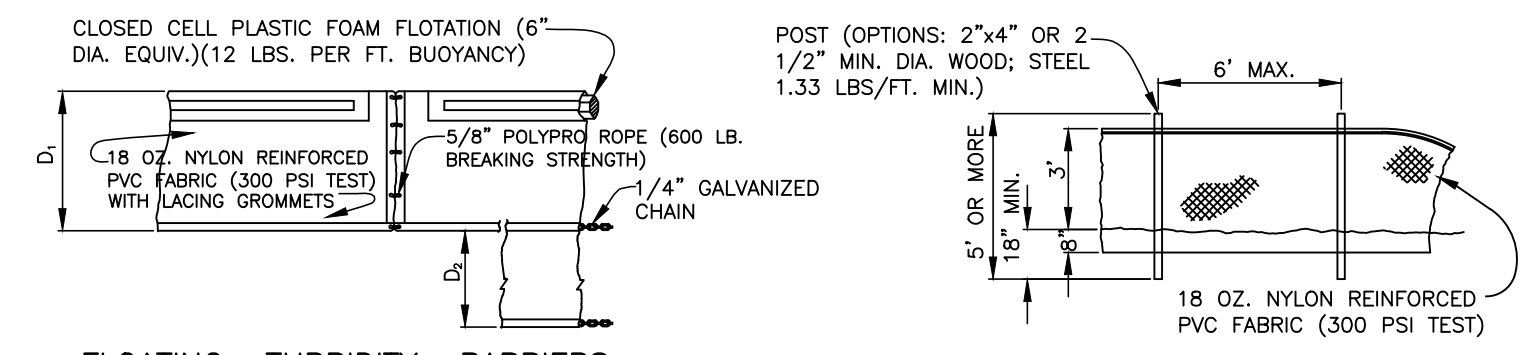 CLOSED CELL PLASTIC FOAM FLOTATION (6"
DIA. EQUIV.)(12 LBS. PER FT. BUOYANCY)
D₁
18 OZ. NYLON REINFORCED
PVC FABRIC (300 PSI TEST)
WITH LACING GROMMETS
5/8" POLYPRO ROPE (600 LB.
BREAKING STRENGTH)
1/4" GALVANIZED
CHAIN
D₂
FLOATING TURBIDITY BARRIERS
POST (OPTIONS: 2"x4" OR 2
1/2" MIN. DIA. WOOD; STEEL
1.33 LBS/FT. MIN.)
6' MAX.
5' OR MORE
18" MIN.
3'
8"
18 OZ. NYLON REINFORCED
PVC FABRIC (300 PSI TEST)